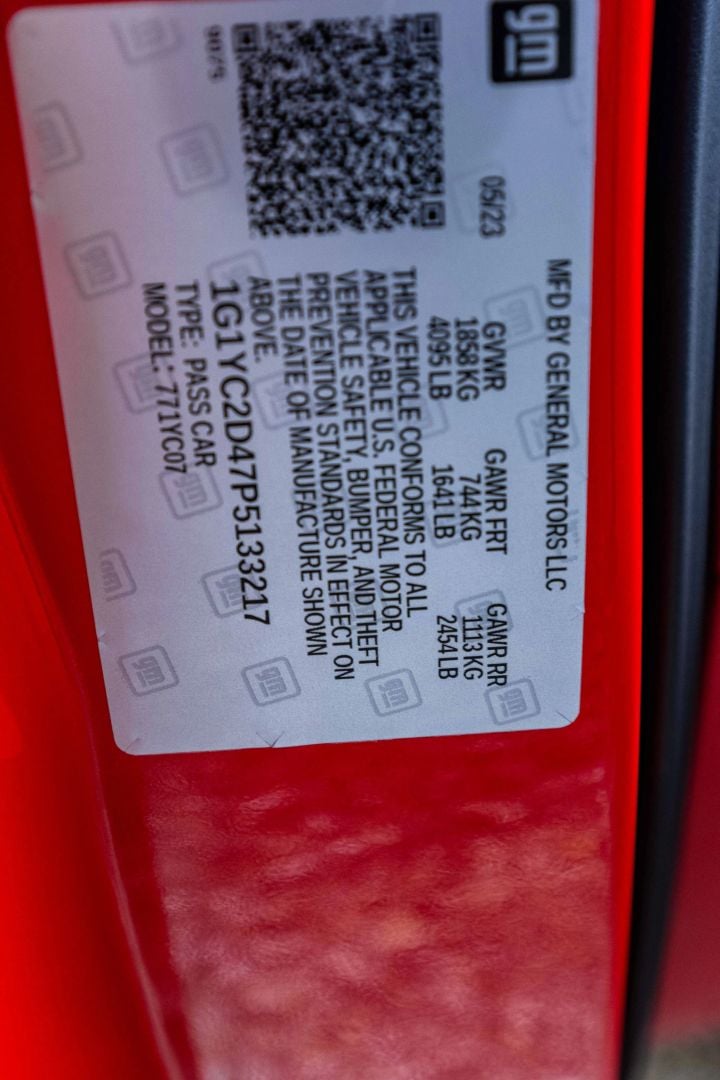 gm
MFD BY GENERAL MOTORS LLC
05/23
GVWR GAWR FRT GAWR RR
1858 KG 744 KG 1113 KG
4095 LB 1641 LB 2454 LB
THIS VEHICLE CONFORMS TO ALL
APPLICABLE U.S. FEDERAL MOTOR
VEHICLE SAFETY, BUMPER, AND THEFT
PREVENTION STANDARDS IN EFFECT ON
THE DATE OF MANUFACTURE SHOWN
ABOVE.
1G1YC2D47P5133217
TYPE: PASS CAR
MODEL: 771YC07